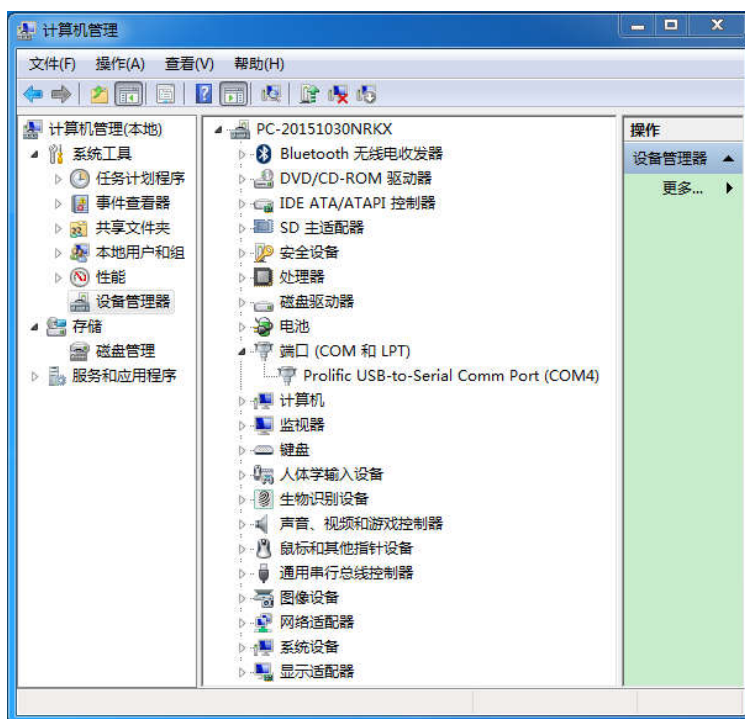 计算机管理
文件(F) 操作(A) 查看(V) 帮助(H)
计算机管理(本地)
系统工具
任务计划程序
事件查看器
共享文件夹
本地用户和组
性能
设备管理器
存储
磁盘管理
服务和应用程序
PC-20151030NRKX
Bluetooth 无线电收发器
DVD/CD-ROM 驱动器
IDE ATA/ATAPI 控制器
SD 主适配器
安全设备
处理器
磁盘驱动器
电池
端口 (COM 和 LPT)
Prolific USB-to-Serial Comm Port (COM4)
计算机
监视器
键盘
人体学输入设备
生物识别设备
声音、视频和游戏控制器
鼠标和其他指针设备
通用串行总线控制器
图像设备
网络适配器
系统设备
显示适配器
操作
设备管理器
更多...